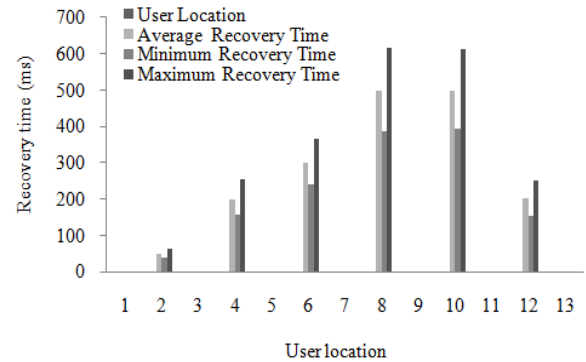 User Location
Average Recovery Time
Minimum Recovery Time
Maximum Recovery Time
Recovery time (ms)
700
600
500
400
300
200
100
0
1 2 3 4 5 6 7 8 9 10 11 12 13
User location